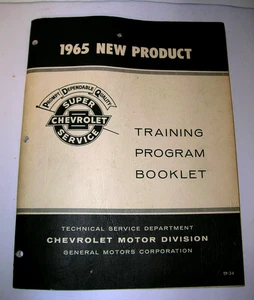 1965 NEW PRODUCT
PROMPT, DEPENDABLE, QUALITY
SUPER
CHEVROLET
SERVICE
TRAINING
PROGRAM
BOOKLET
TECHNICAL SERVICE DEPARTMENT
CHEVROLET MOTOR DIVISION
GENERAL MOTORS CORPORATION